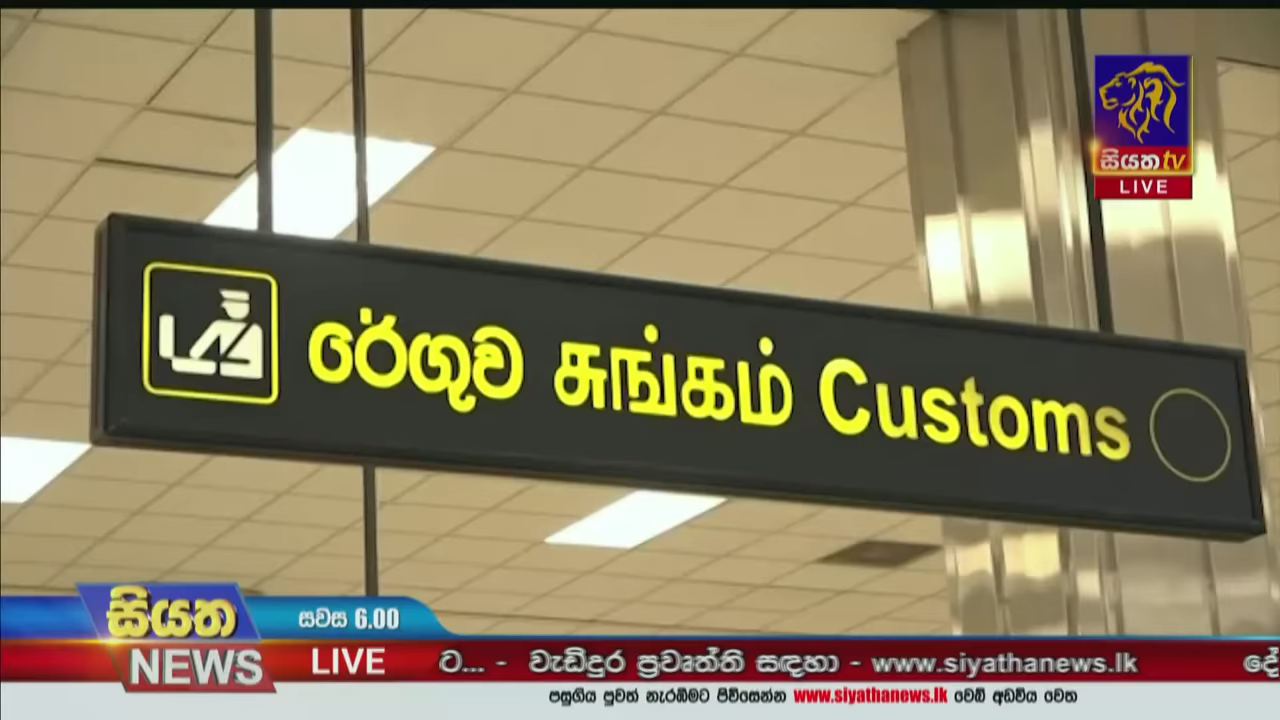 සියත tv
LIVE
රේගුව சுங்கம் Customs
සියත
NEWS
සවස 6.00
LIVE
ට... - වැඩිදුර ප්‍රවෘත්ති සඳහා - www.siyathanews.lk
දේ
පසුගිය පුවත් නැරඹීමට පිවිසෙන්න www.siyathanews.lk වෙබ් අඩවිය වෙත